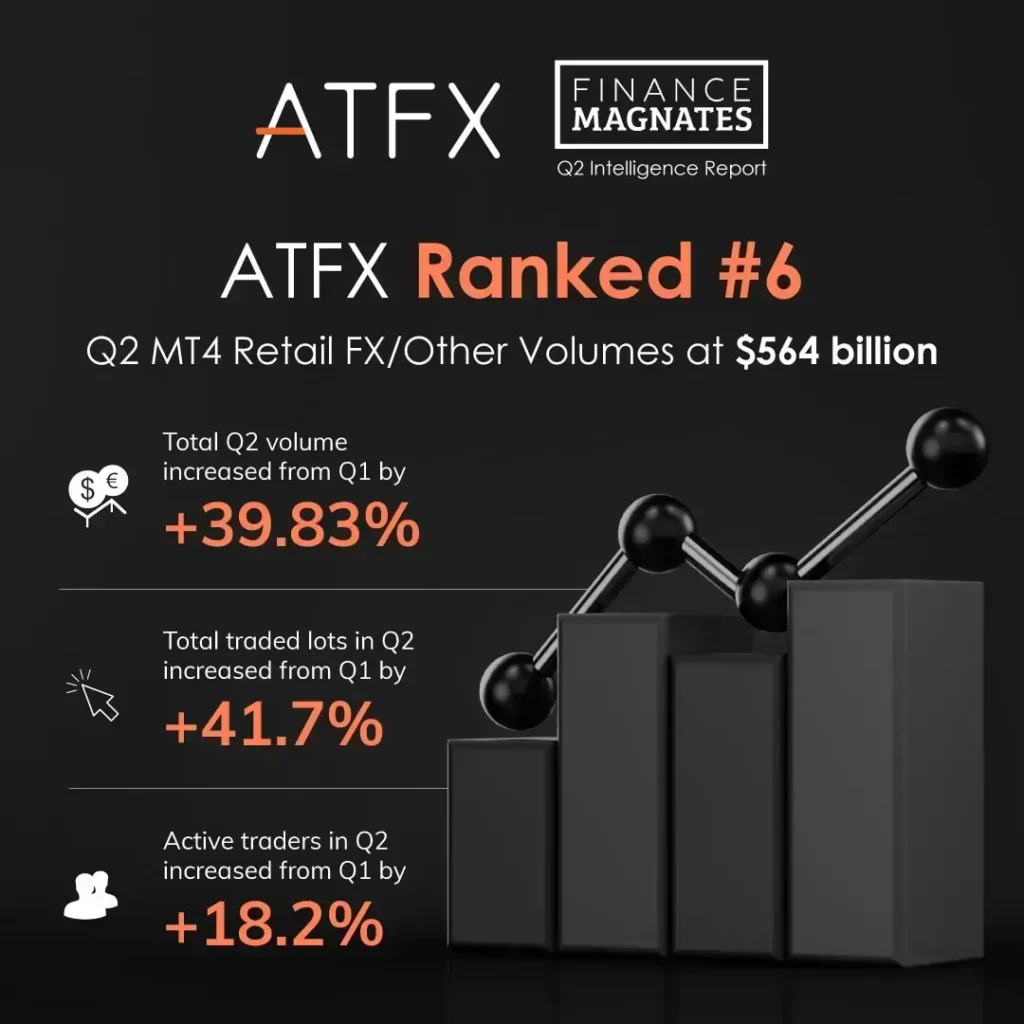 ATFX
FINANCE
MAGNATES
Q2 Intelligence Report
ATFX Ranked #6
Q2 MT4 Retail FX/Other Volumes at $564 billion
$ €
Total Q2 volume
increased from Q1 by
+39.83%
Total traded lots in Q2
increased from Q1 by
+41.7%
Active traders in Q2
increased from Q1 by
+18.2%